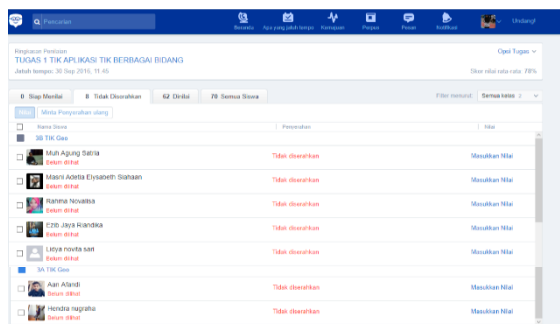 Pencarian
Beranda
Apa yang jatuh tempo
Kemajuan
Perpus
Pesan
Notifikasi
Undang!
Ringkasan Penilaian
Opsi Tugas
TUGAS 1 TIK APLIKASI TIK BERBAGAI BIDANG
Jatuh tempo: 30 Sep 2016, 11:45
Skor nilai rata rata 78%
0 Siap Menilai
8 Tidak Diserahkan
62 Dinilai
70 Semua Siswa
Filter menurut:
Semua kelas 2
Nilai
Minta Penyerahan ulang
Nama Siswa
Penyerahan
Nilai
3B TIK Geo
Muh Agung Satria
Belum dilihat
Tidak diserahkan
Masukkan Nilai
Masni Adetia Elysabeth Siahaan
Belum dilihat
Tidak diserahkan
Masukkan Nilai
Rahma Novalisa
Belum dilihat
Tidak diserahkan
Masukkan Nilai
Ezib Jaya Riandika
Belum dilihat
Tidak diserahkan
Masukkan Nilai
Lidya novita sari
Belum dilihat
Tidak diserahkan
Masukkan Nilai
3A TIK Geo
Aan Afandi
Belum dilihat
Tidak diserahkan
Masukkan Nilai
Hendra nugraha
Belum dilihat
Tidak diserahkan
Masukkan Nilai